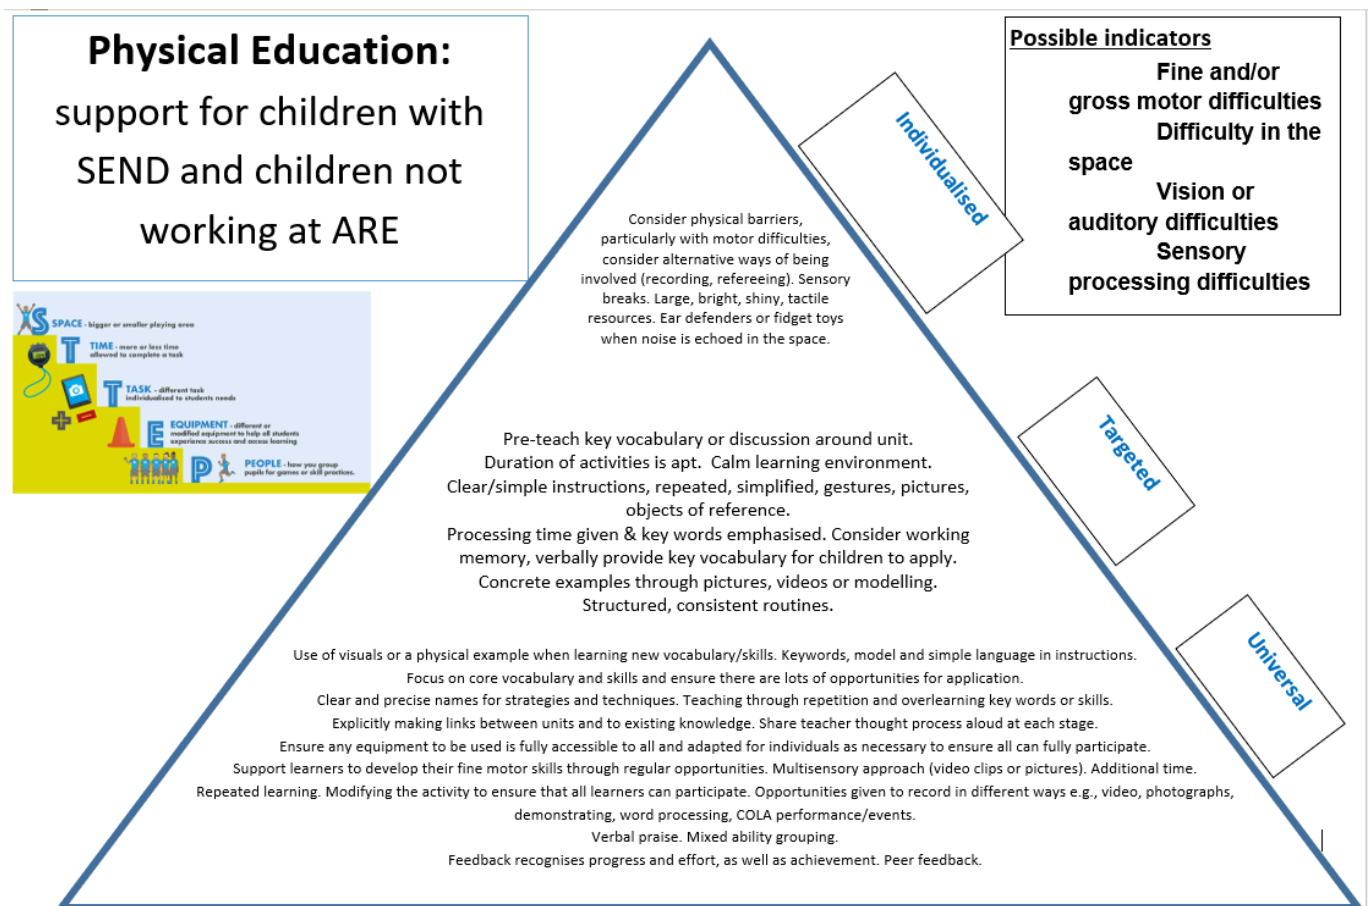 Physical Education:
support for children with
SEND and children not
working at ARE
Possible indicators
Fine and/or
gross motor difficulties
Difficulty in the
space
Vision or
auditory difficulties
Sensory
processing difficulties
Individualised
Targeted
Universal
SPACE - bigger or smaller playing area
TIME - more or less time
allowed to complete a task
TASK - different task
individualised to students needs
EQUIPMENT - different or
modified equipment to help all students
experience success and access learning
PEOPLE - how you group
pupils for games or skill practices.
Consider physical barriers,
particularly with motor difficulties,
consider alternative ways of being
involved (recording, refereeing). Sensory
breaks. Large, bright, shiny, tactile
resources. Ear defenders or fidget toys
when noise is echoed in the space.
Pre-teach key vocabulary or discussion around unit.
Duration of activities is apt. Calm learning environment.
Clear/simple instructions, repeated, simplified, gestures, pictures,
objects of reference.
Processing time given & key words emphasised. Consider working
memory, verbally provide key vocabulary for children to apply.
Concrete examples through pictures, videos or modelling.
Structured, consistent routines.
Use of visuals or a physical example when learning new vocabulary/skills. Keywords, model and simple language in instructions.
Focus on core vocabulary and skills and ensure there are lots of opportunities for application.
Clear and precise names for strategies and techniques. Teaching through repetition and overlearning key words or skills.
Explicitly making links between units and to existing knowledge. Share teacher thought process aloud at each stage.
Ensure any equipment to be used is fully accessible to all and adapted for individuals as necessary to ensure all can fully participate.
Support learners to develop their fine motor skills through regular opportunities. Multisensory approach (video clips or pictures). Additional time.
Repeated learning. Modifying the activity to ensure that all learners can participate. Opportunities given to record in different ways e.g., video, photographs,
demonstrating, word processing, COLA performance/events.
Verbal praise. Mixed ability grouping.
Feedback recognises progress and effort, as well as achievement. Peer feedback.